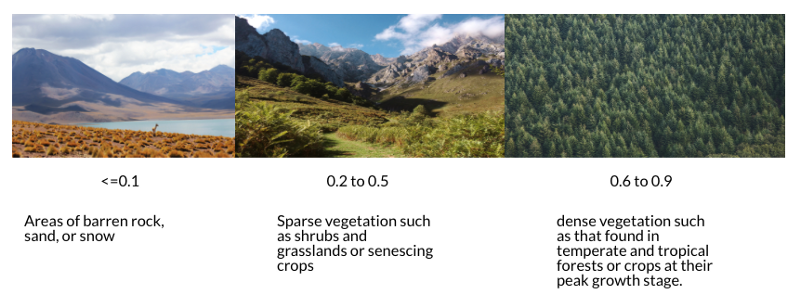 <=0.1
0.2 to 0.5
0.6 to 0.9
Areas of barren rock,
sand, or snow
Sparse vegetation such
as shrubs and
grasslands or senescing
crops
dense vegetation such
as that found in
temperate and tropical
forests or crops at their
peak growth stage.